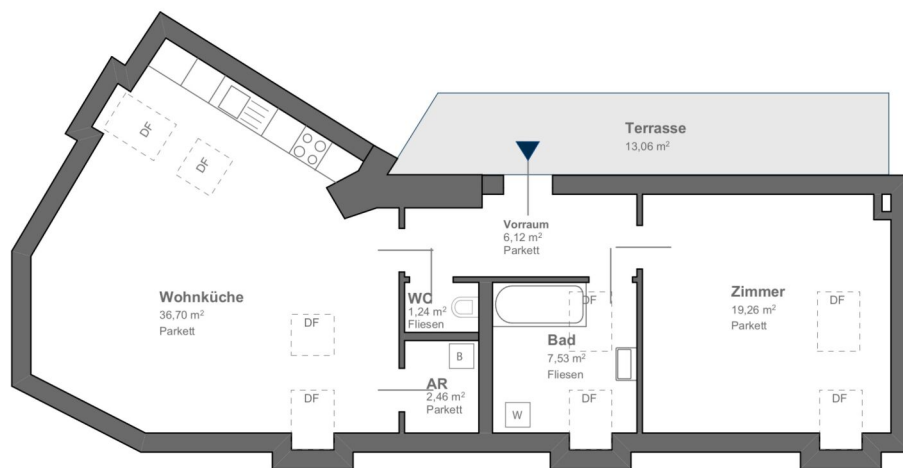 Terrasse
13,06 m²
DF
DF
Vorraum
6,12 m²
Parkett
Wohnküche
36,70 m²
Parkett
WC
1,24 m²
Fliesen
DF
Zimmer
19,26 m²
Parkett
DF
DF
Bad
7,53 m²
Fliesen
B
AR
2,46 m²
Parkett
W
DF
DF
DF